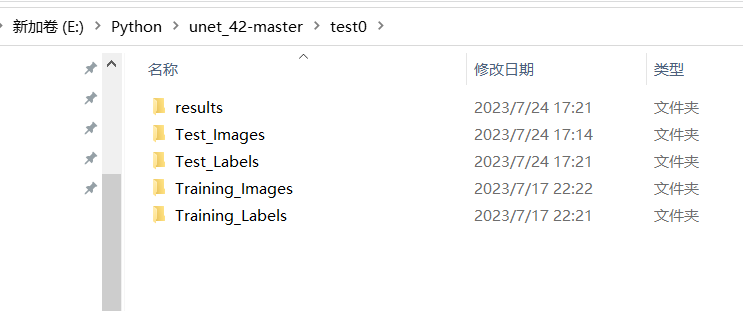 新加卷 (E:) > Python > unet_42-master > test0 >
名称 修改日期 类型
results 2023/7/24 17:21 文件夹
Test_Images 2023/7/24 17:14 文件夹
Test_Labels 2023/7/24 17:21 文件夹
Training_Images 2023/7/17 22:22 文件夹
Training_Labels 2023/7/17 22:21 文件夹